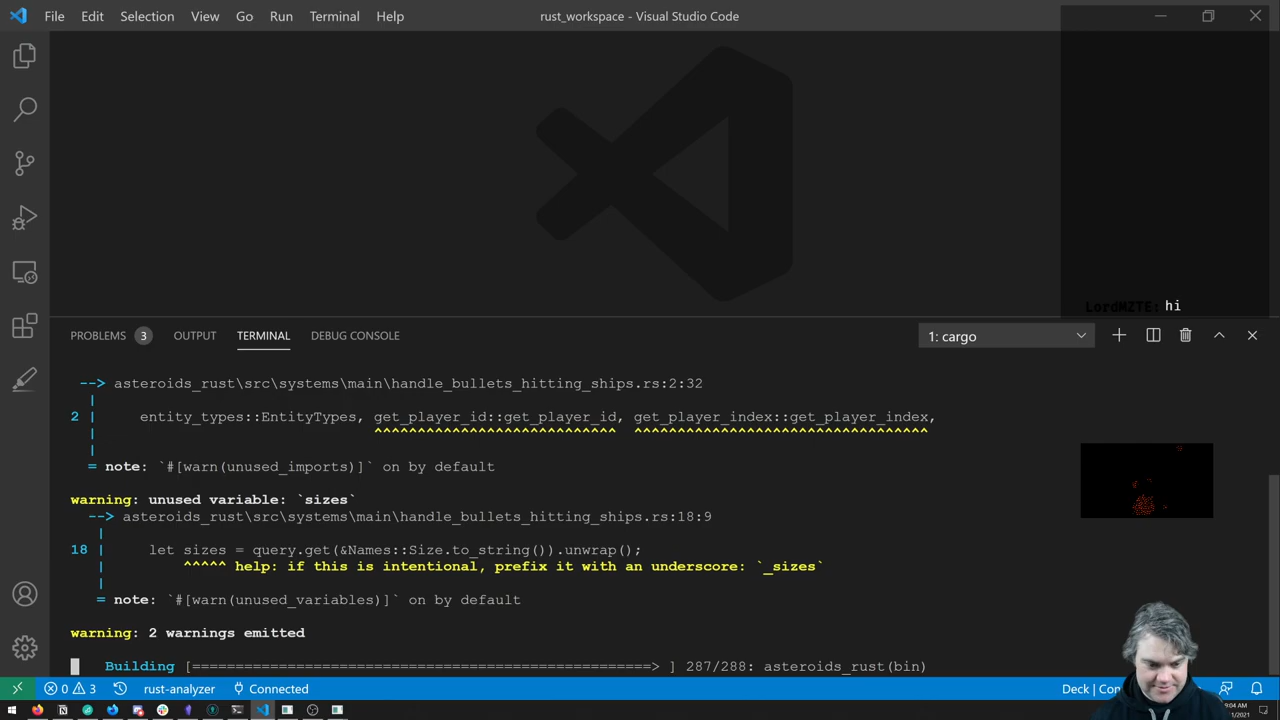 File Edit Selection View Go Run Terminal Help
rust_workspace - Visual Studio Code
LordMZTE: hi
PROBLEMS 3 OUTPUT TERMINAL DEBUG CONSOLE
1: cargo
--> asteroids_rust\src\systems\main\handle_bullets_hitting_ships.rs:2:32
|
2 | entity_types::EntityTypes, get_player_id::get_player_id, get_player_index::get_player_index,
| ^^^^^^^^^^^^^^^^^^^^^^^^^^^^ ^^^^^^^^^^^^^^^^^^^^^^^^^^^^^^^^^^
|
= note: `#[warn(unused_imports)]` on by default
warning: unused variable: `sizes`
--> asteroids_rust\src\systems\main\handle_bullets_hitting_ships.rs:18:9
|
18 | let sizes = query.get(&Names::Size.to_string()).unwrap();
| ^^^^^ help: if this is intentional, prefix it with an underscore: `_sizes`
|
= note: `#[warn(unused_variables)]` on by default
warning: 2 warnings emitted
Building [====================================================> ] 287/288: asteroids_rust(bin)
0 3 rust-analyzer Connected
Deck |